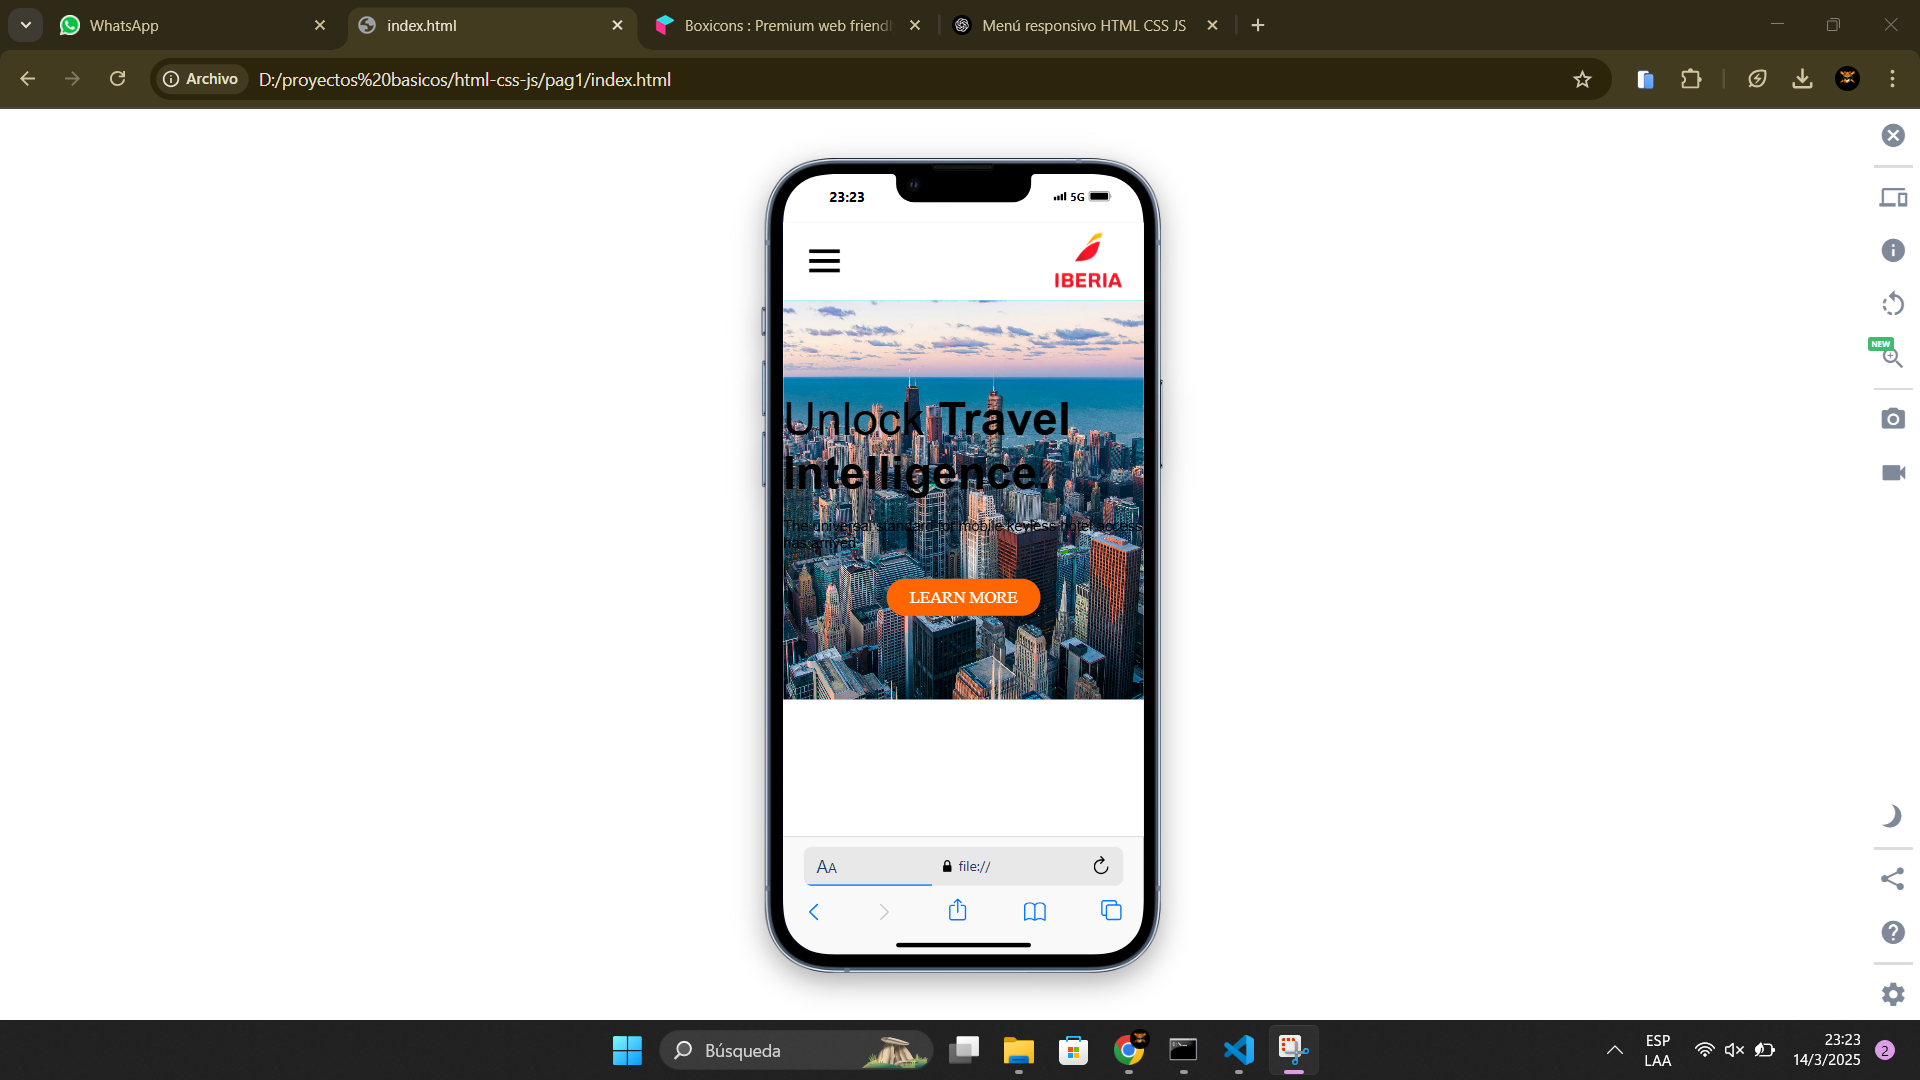 WhatsApp
index.html
Boxicons : Premium web friend
Menú responsivo HTML CSS JS
Archivo
D:/proyectos%20basicos/html-css-js/pag1/index.html
23:23
5G
IBERIA
Unlock Travel
Intelligence.
The universal standard for mobile keyless hotel access
has arrived.
LEARN MORE
NEW
AA
file://
Búsqueda
ESP
LAA
23:23
14/3/2025
2